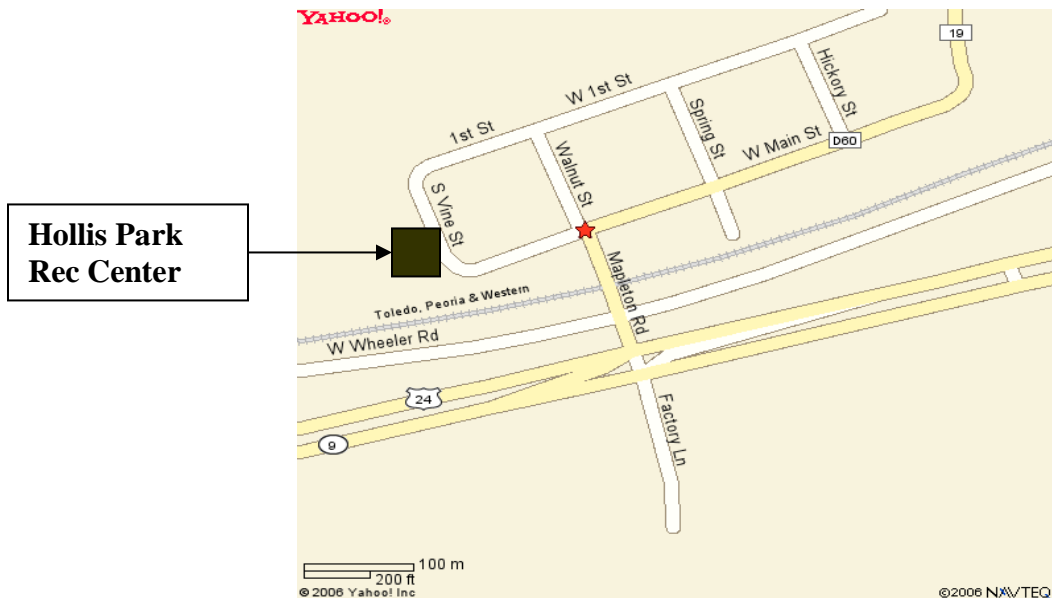 YAHOO!®
19
Hickory St
W 1st St
Spring St
1st St
D60
W Main St
Walnut St
S Vine St
Hollis Park
Rec Center
Mapleton Rd
Toledo, Peoria & Western
W Wheeler Rd
24
9
Factory Ln
100 m
200 ft
© 2006 Yahoo! Inc
©2006 NAVTEQ